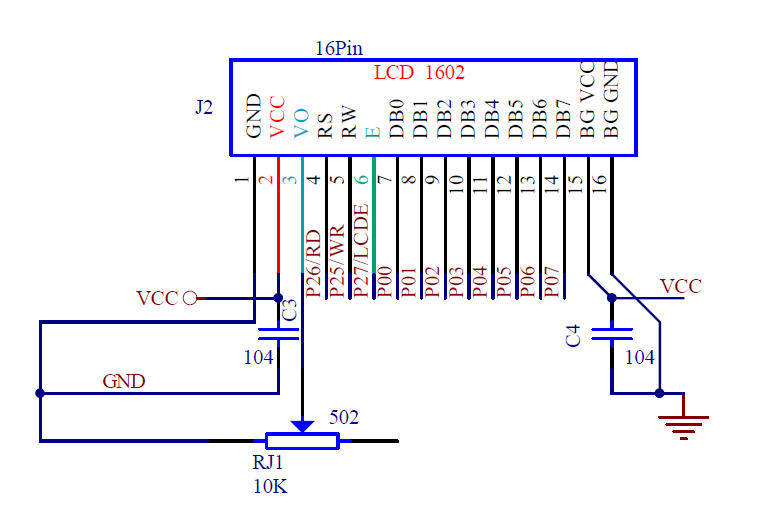 16Pin
LCD 1602
J2
GND
VCC
VO
RS
RW
E
DB0
DB1
DB2
DB3
DB4
DB5
DB6
DB7
BG VCC
BG GND
1
2
3
4
5
6
7
8
9
10
11
12
13
14
15
16
P26/RD
P25/WR
P27/LCDE
P00
P01
P02
P03
P04
P05
P06
P07
VCC
C3
104
GND
502
RJ1
10K
VCC
C4
104